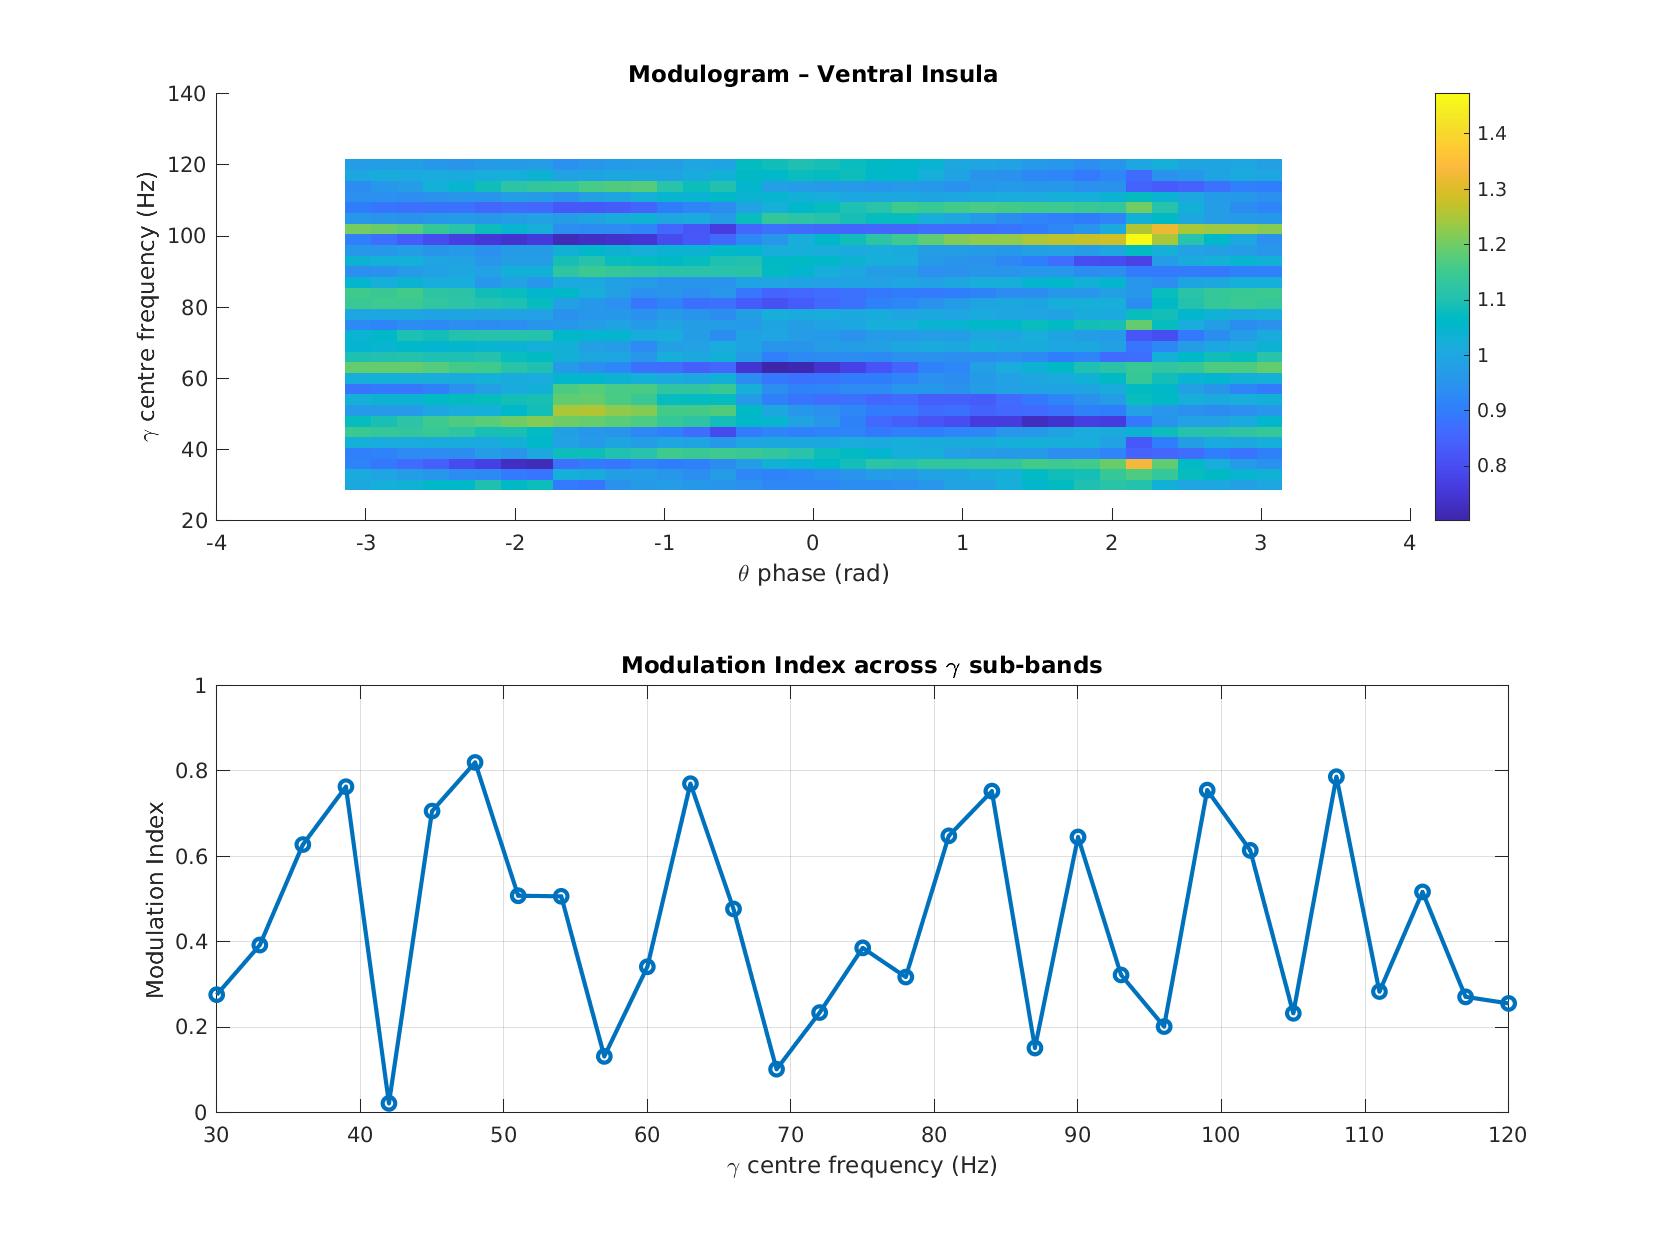 Modulogram – Ventral Insula
140
120
100
80
60
40
20
γ centre frequency (Hz)
-4 -3 -2 -1 0 1 2 3 4
θ phase (rad)
1.4
1.3
1.2
1.1
1
0.9
0.8
Modulation Index across γ sub-bands
1
0.8
0.6
0.4
0.2
0
Modulation Index
30 40 50 60 70 80 90 100 110 120
γ centre frequency (Hz)